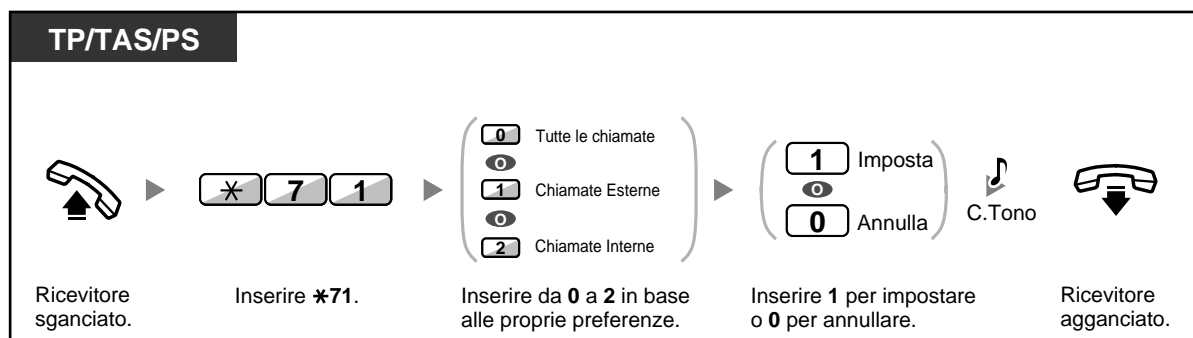 TP/TAS/PS
0 Tutte le chiamate
O
1 Chiamate Esterne
O
2 Chiamate Interne
* 7 1
1 Imposta
O
0 Annulla
C.Tono
Ricevitore
sganciato.
Inserire *71.
Inserire da 0 a 2 in base
alle proprie preferenze.
Inserire 1 per impostare
o 0 per annullare.
Ricevitore
agganciato.